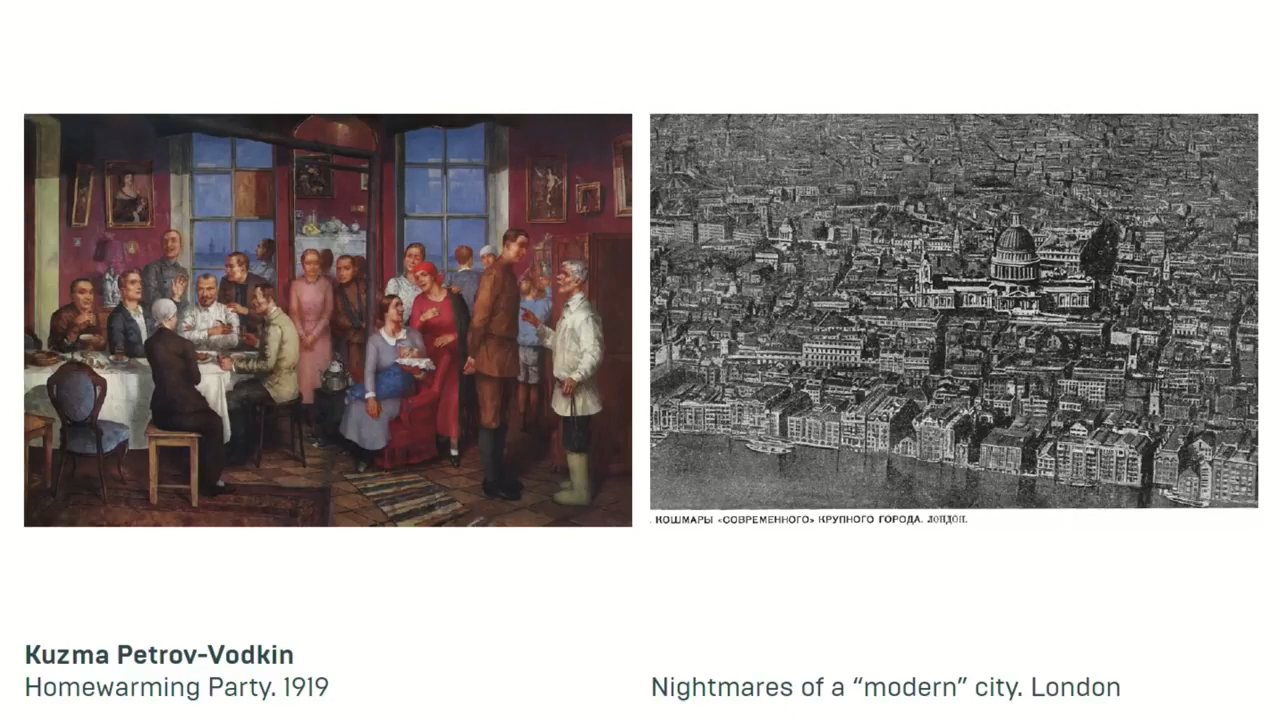 . КОШМАРЫ «СОВРЕМЕННОГО» КРУПНОГО ГОРОДА. ЛОНДОН.
Kuzma Petrov-Vodkin
Homewarming Party. 1919
Nightmares of a “modern” city. London